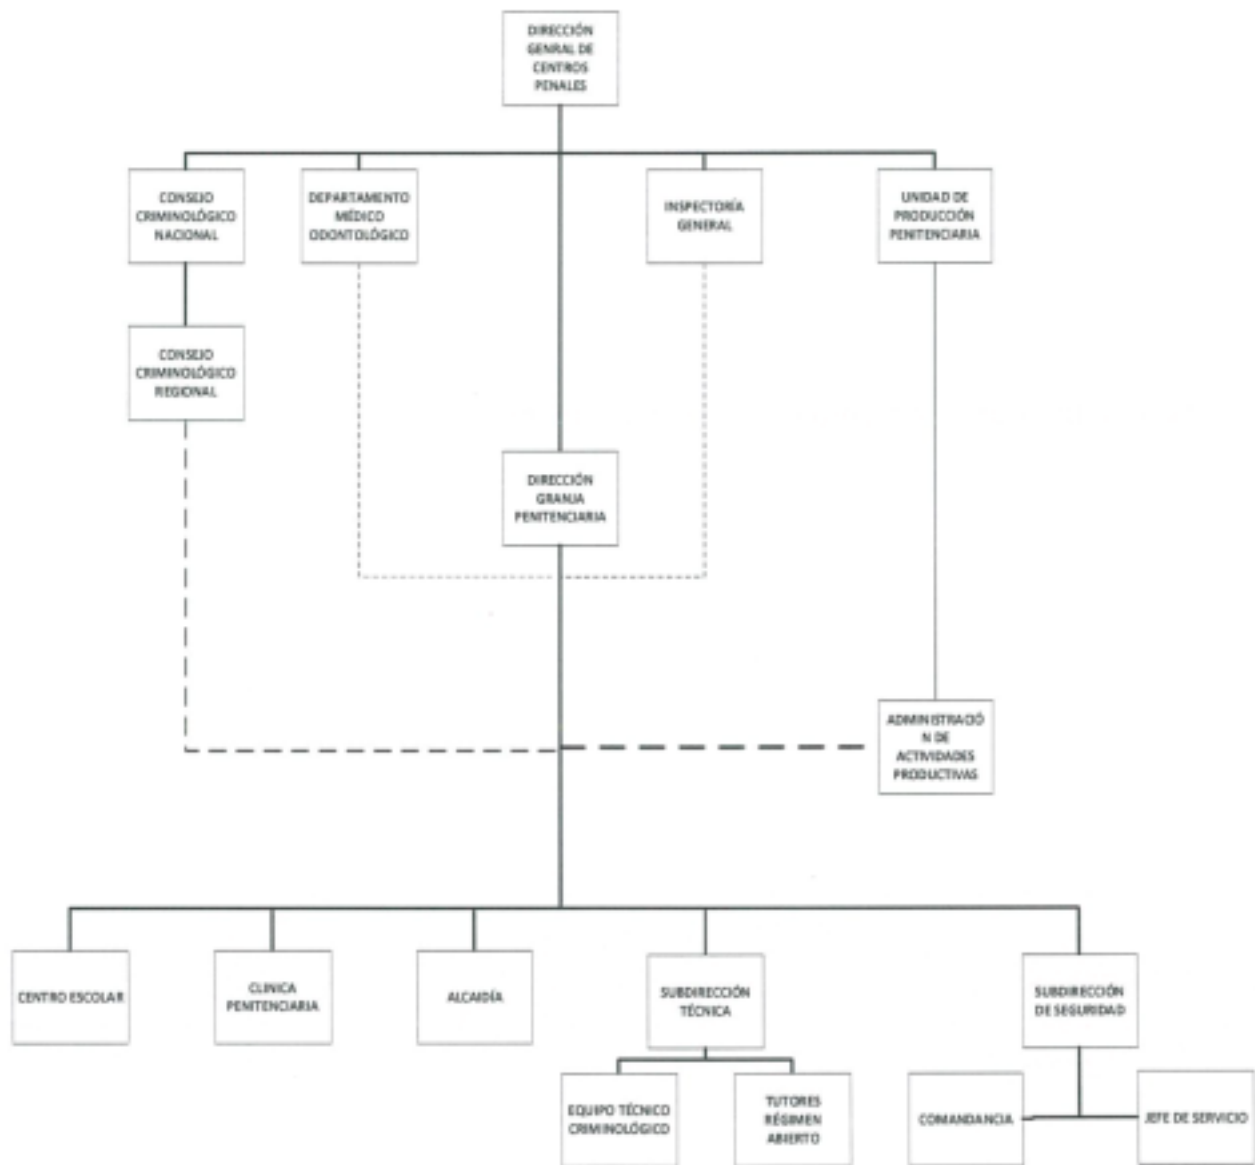 DIRECCIÓN
GENRAL DE
CENTROS
PENALES
CONSEJO
CRIMINOLÓGICO
NACIONAL
DEPARTAMENTO
MÉDICO
ODONTOLÓGICO
INSPECTORÍA
GENERAL
UNIDAD DE
PRODUCCIÓN
PENITENCIARIA
CONSEJO
CRIMINOLÓGICO
REGIONAL
DIRECCIÓN
GRANJA
PENITENCIARIA
ADMINISTRACIÓ
N DE
ACTIVIDADES
PRODUCTIVAS
CENTRO ESCOLAR
CLINICA
PENITENCIARIA
ALCAIDÍA
SUBDIRECCIÓN
TÉCNICA
SUBDIRECCIÓN
DE SEGURIDAD
EQUIPO TÉCNICO
CRIMINOLÓGICO
TUTORES
RÉGIMEN
ABIERTO
COMANDANCIA
JEFE DE SERVICIO